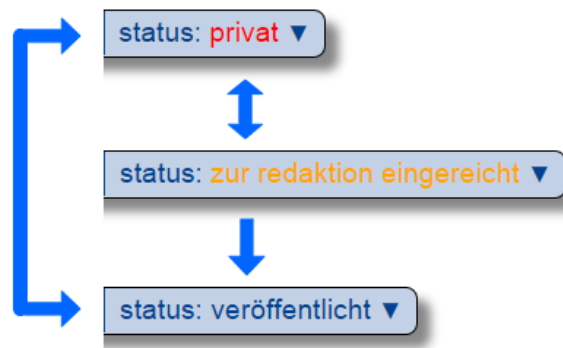 status: privat ▼
status: zur redaktion eingereicht ▼
status: veröffentlicht ▼